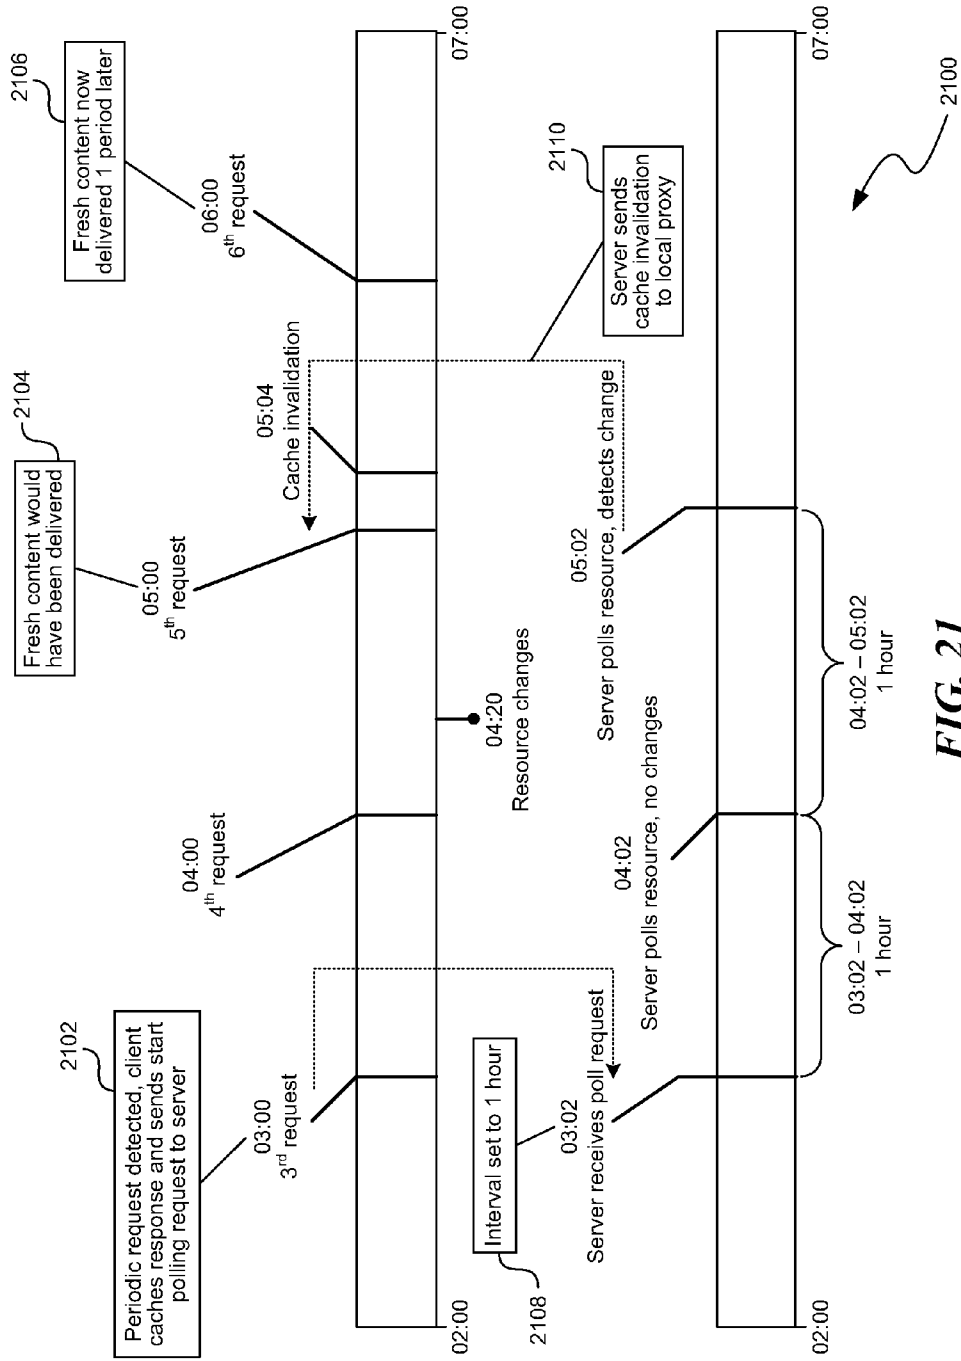 2102
Periodic request detected, client
caches response and sends start
polling request to server
03:00
3rd request
04:00
4th request
2104
Fresh content would
have been delivered
05:00
5th request
05:04
Cache invalidation
2106
Fresh content now
delivered 1 period later
06:00
6th request
02:00
07:00
04:20
Resource changes
2108
Interval set to 1 hour
03:02
Server receives poll request
04:02
Server polls resource, no changes
05:02
Server polls resource, detects change
2110
Server sends
cache invalidation
to local proxy
02:00
07:00
03:02 – 04:02
1 hour
04:02 – 05:02
1 hour
2100
FIG. 21